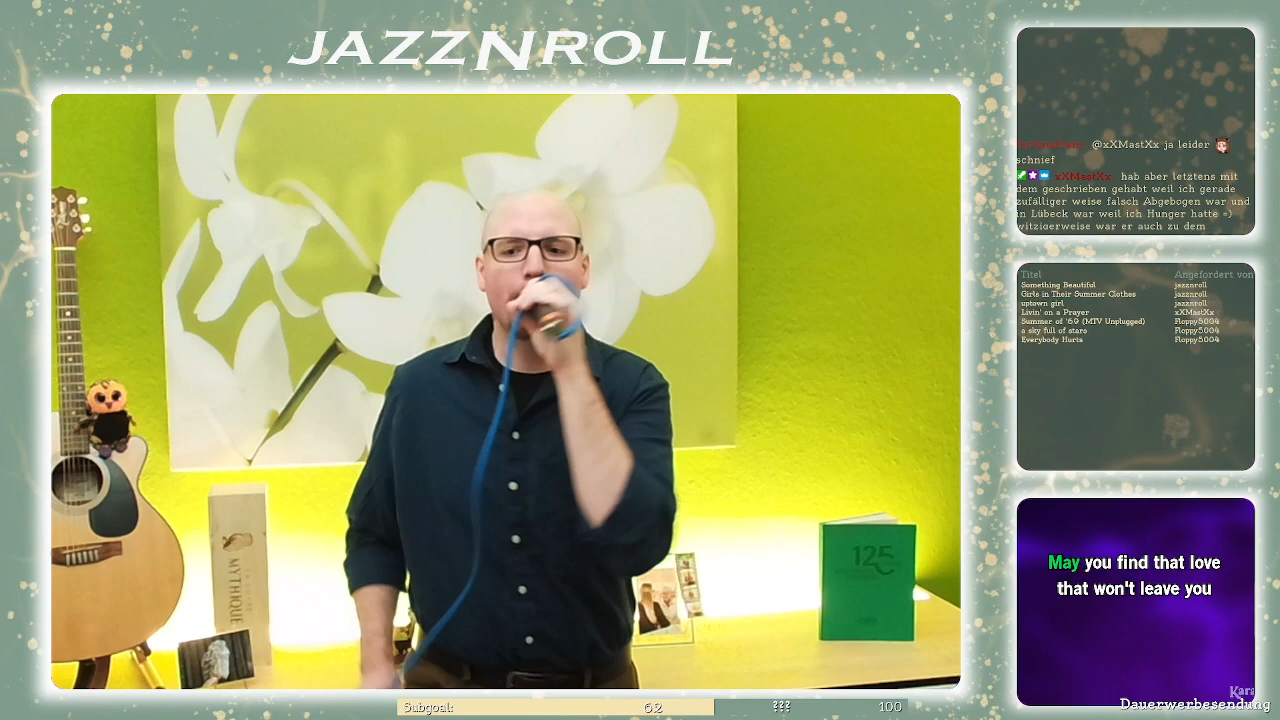 JAZZNROLL
@xXMastXx ja leider
schnief
xXMastXx hab aber letztens mit
dem geschrieben gehabt weil ich gerade
zufälliger weise falsch Abgebogen war und
in Lübeck war weil ich Hunger hatte =)
witzigerweise war er auch zu dem
Titel Angefordert von
Something Beautiful jazznroll
Girls in Their Summer Clothes jazznroll
uptown girl jazznroll
Livin' on a Prayer xXMastXx
Summer of '69 (MTV Unplugged) Floppy5004
a sky full of stars Floppy5004
Everybody Hurts Floppy5004
MYTHIQUE
125
May you find that love
that won't leave you
Kara
Dauerwerbesendung
Subgoal: 62 ??? 100